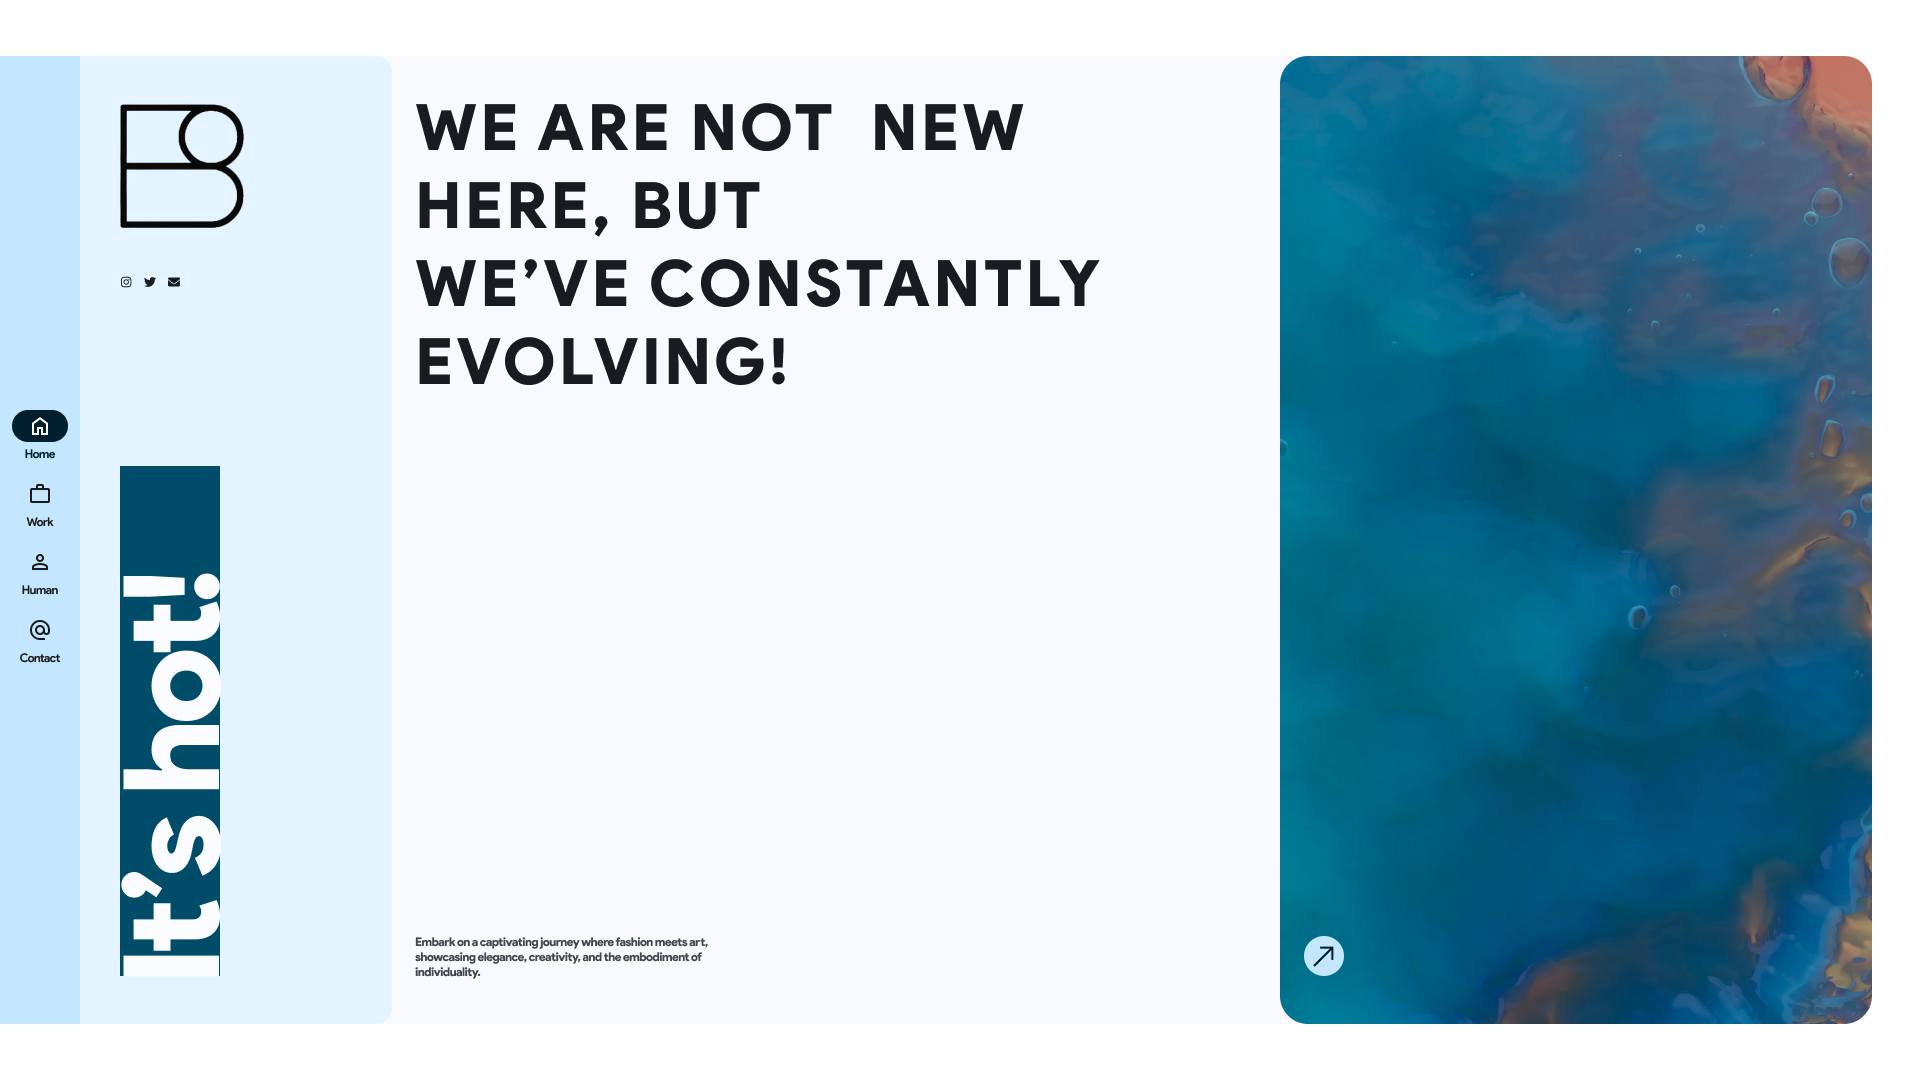 Home
Work
Human
Contact
It’s hot!
WE ARE NOT  NEW
HERE, BUT
WE’VE CONSTANTLY
EVOLVING!
Embark on a captivating journey where fashion meets art,
showcasing elegance, creativity, and the embodiment of
individuality.